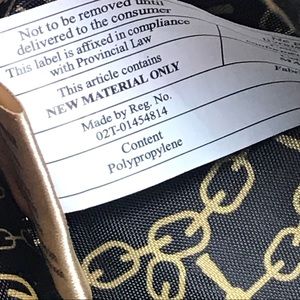 Not to be removed until
delivered to the consumer
This label is affixed in compliance
with Provincial Law
This article contains
NEW MATERIAL ONLY
Made by Reg. No.
02T-01454814
Content
Polypropylene